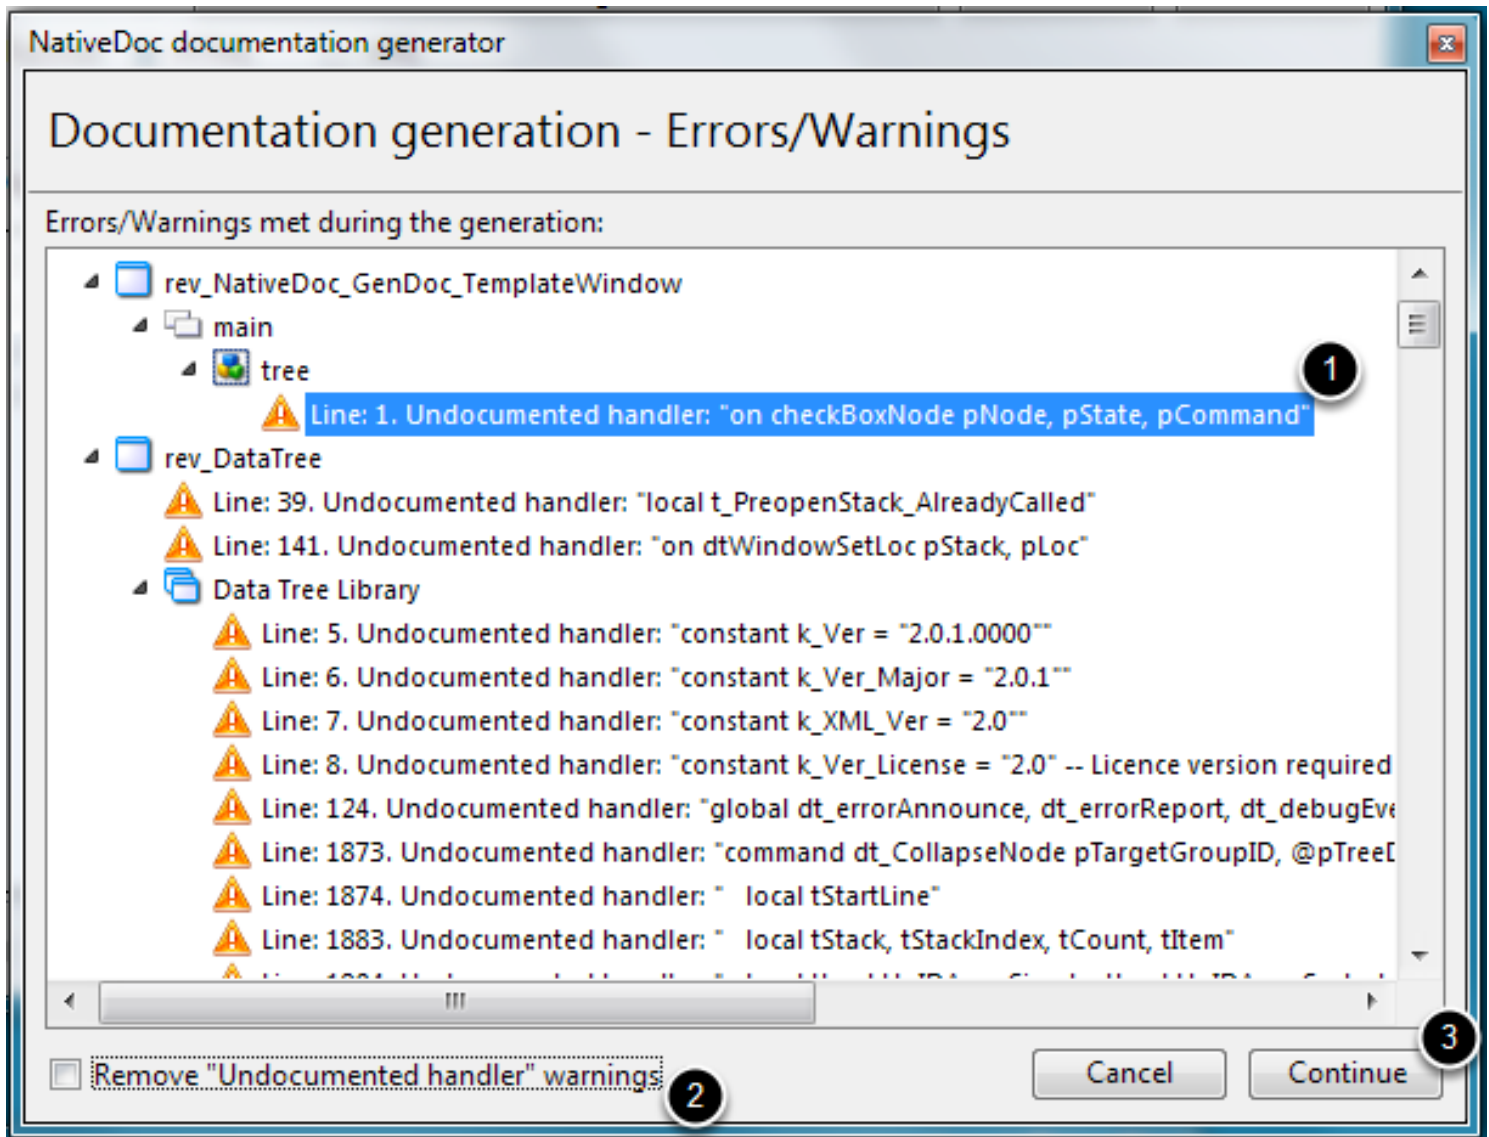 NativeDoc documentation generator
Documentation generation - Errors/Warnings
Errors/Warnings met during the generation:
rev_NativeDoc_GenDoc_TemplateWindow
main
tree
1
Line: 1. Undocumented handler: "on checkBoxNode pNode, pState, pCommand"
rev_DataTree
Line: 39. Undocumented handler: "local t_PreopenStack_AlreadyCalled"
Line: 141. Undocumented handler: "on dtWindowSetLoc pStack, pLoc"
Data Tree Library
Line: 5. Undocumented handler: "constant k_Ver = "2.0.1.0000""
Line: 6. Undocumented handler: "constant k_Ver_Major = "2.0.1""
Line: 7. Undocumented handler: "constant k_XML_Ver = "2.0""
Line: 8. Undocumented handler: "constant k_Ver_License = "2.0" -- Licence version required
Line: 124. Undocumented handler: "global dt_errorAnnounce, dt_errorReport, dt_debugEve
Line: 1873. Undocumented handler: "command dt_CollapseNode pTargetGroupID, @pTree
Line: 1874. Undocumented handler: "   local tStartLine"
Line: 1883. Undocumented handler: "   local tStack, tStackIndex, tCount, tItem"
3
Remove "Undocumented handler" warnings
2
Cancel
Continue